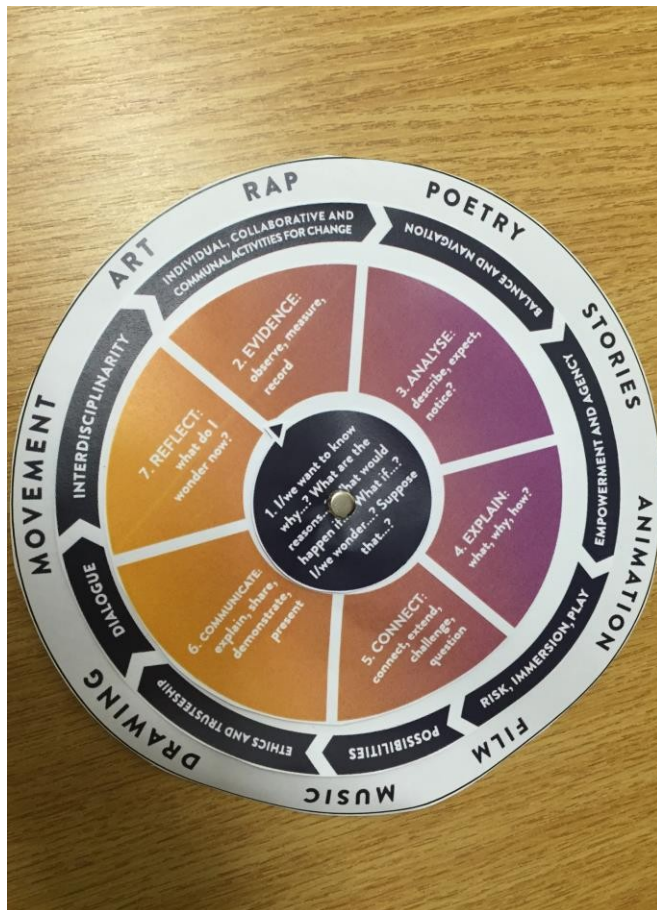 RAP
POETRY
STORIES
ANIMATION
FILM
MUSIC
DRAWING
MOVEMENT
ART
INDIVIDUAL, COLLABORATIVE AND
COMMUNAL ACTIVITIES FOR CHANGE
BALANCE AND NAVIGATION
EMPOWERMENT AND AGENCY
RISK, IMMERSION, PLAY
POSSIBILITIES
ETHICS AND TRUSTEESHIP
DIALOGUE
INTERDISCIPLINARITY
1. I/we want to know
why...? What are the
reasons... would
happen if... What if...?
I/we wonder...? Suppose
that...?
2. EVIDENCE:
observe, measure,
record
3. ANALYSE:
describe, expect,
notice?
4. EXPLAIN:
what, why, how?
5. CONNECT:
connect, extend,
challenge,
question
6. COMMUNICATE:
explain, share,
demonstrate,
present
7. REFLECT:
what do I
wonder now?